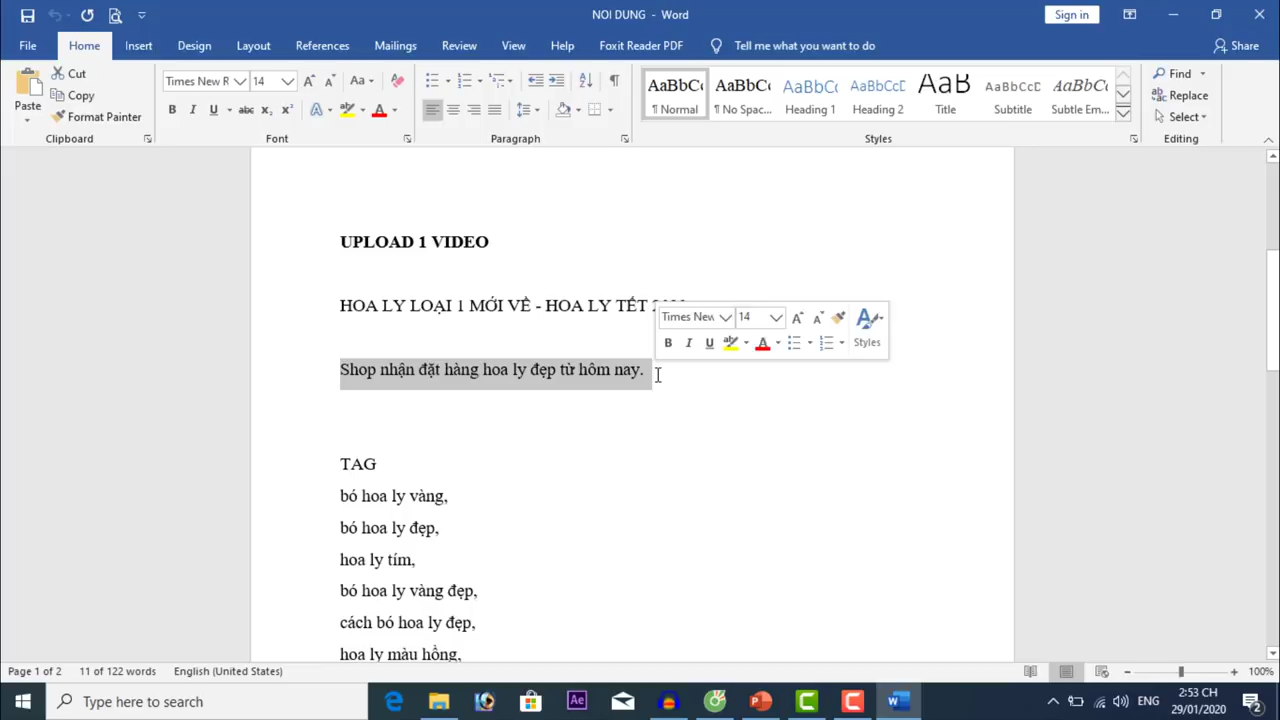 NOI DUNG - Word
Sign in
File Home Insert Design Layout References Mailings Review View Help Foxit Reader PDF Tell me what you want to do Share
Paste
Cut
Copy
Format Painter
Clipboard
Times New R 14
Font
Paragraph
AaBbC ¶ Normal
AaBbC ¶ No Spac...
AaBbC Heading 1
AaBbCcD Heading 2
AaB Title
AaBbCcD Subtitle
AaBbCc Subtle Em...
Styles
Find
Replace
Select
Editing
UPLOAD 1 VIDEO
HOA LY LOẠI 1 MỚI VỀ - HOA LY TẾT
Times New 14
Styles
Shop nhận đặt hàng hoa ly đẹp từ hôm nay.
TAG
bó hoa ly vàng,
bó hoa ly đẹp,
hoa ly tím,
bó hoa ly vàng đẹp,
cách bó hoa ly đẹp,
hoa ly màu hồng,
Page 1 of 2 11 of 122 words English (United States) 100%
Type here to search
ENG
2:53 CH
29/01/2020
2